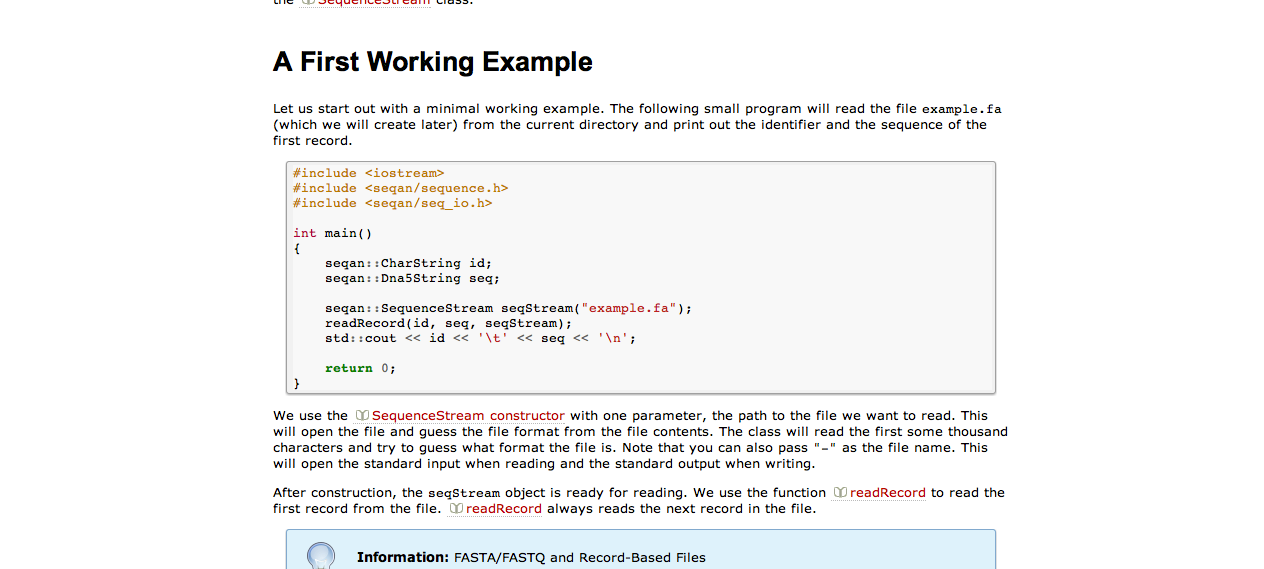 the SequenceStream class.
A First Working Example
Let us start out with a minimal working example. The following small program will read the file example.fa
(which we will create later) from the current directory and print out the identifier and the sequence of the
first record.
#include <iostream>
#include <seqan/sequence.h>
#include <seqan/seq_io.h>
int main()
{
seqan::CharString id;
seqan::Dna5String seq;
seqan::SequenceStream seqStream("example.fa");
readRecord(id, seq, seqStream);
std::cout << id << '\t' << seq << '\n';
return 0;
}
We use the SequenceStream constructor with one parameter, the path to the file we want to read. This
will open the file and guess the file format from the file contents. The class will read the first some thousand
characters and try to guess what format the file is. Note that you can also pass "-" as the file name. This
will open the standard input when reading and the standard output when writing.
After construction, the seqStream object is ready for reading. We use the function readRecord to read the
first record from the file. readRecord always reads the next record in the file.
Information: FASTA/FASTQ and Record-Based Files